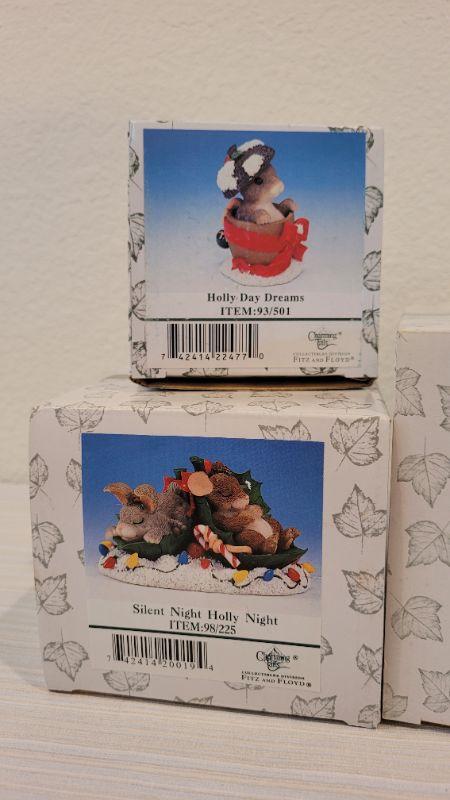 Holly Day Dreams
ITEM:93/501
7 42414 22477 0
Charming Tails ®
COLLECTIBLES DIVISION
FITZ AND FLOYD®
Silent Night Holly Night
ITEM:98/225
7 42414 20019 4
Charming Tails ®
COLLECTIBLES DIVISION
FITZ AND FLOYD®